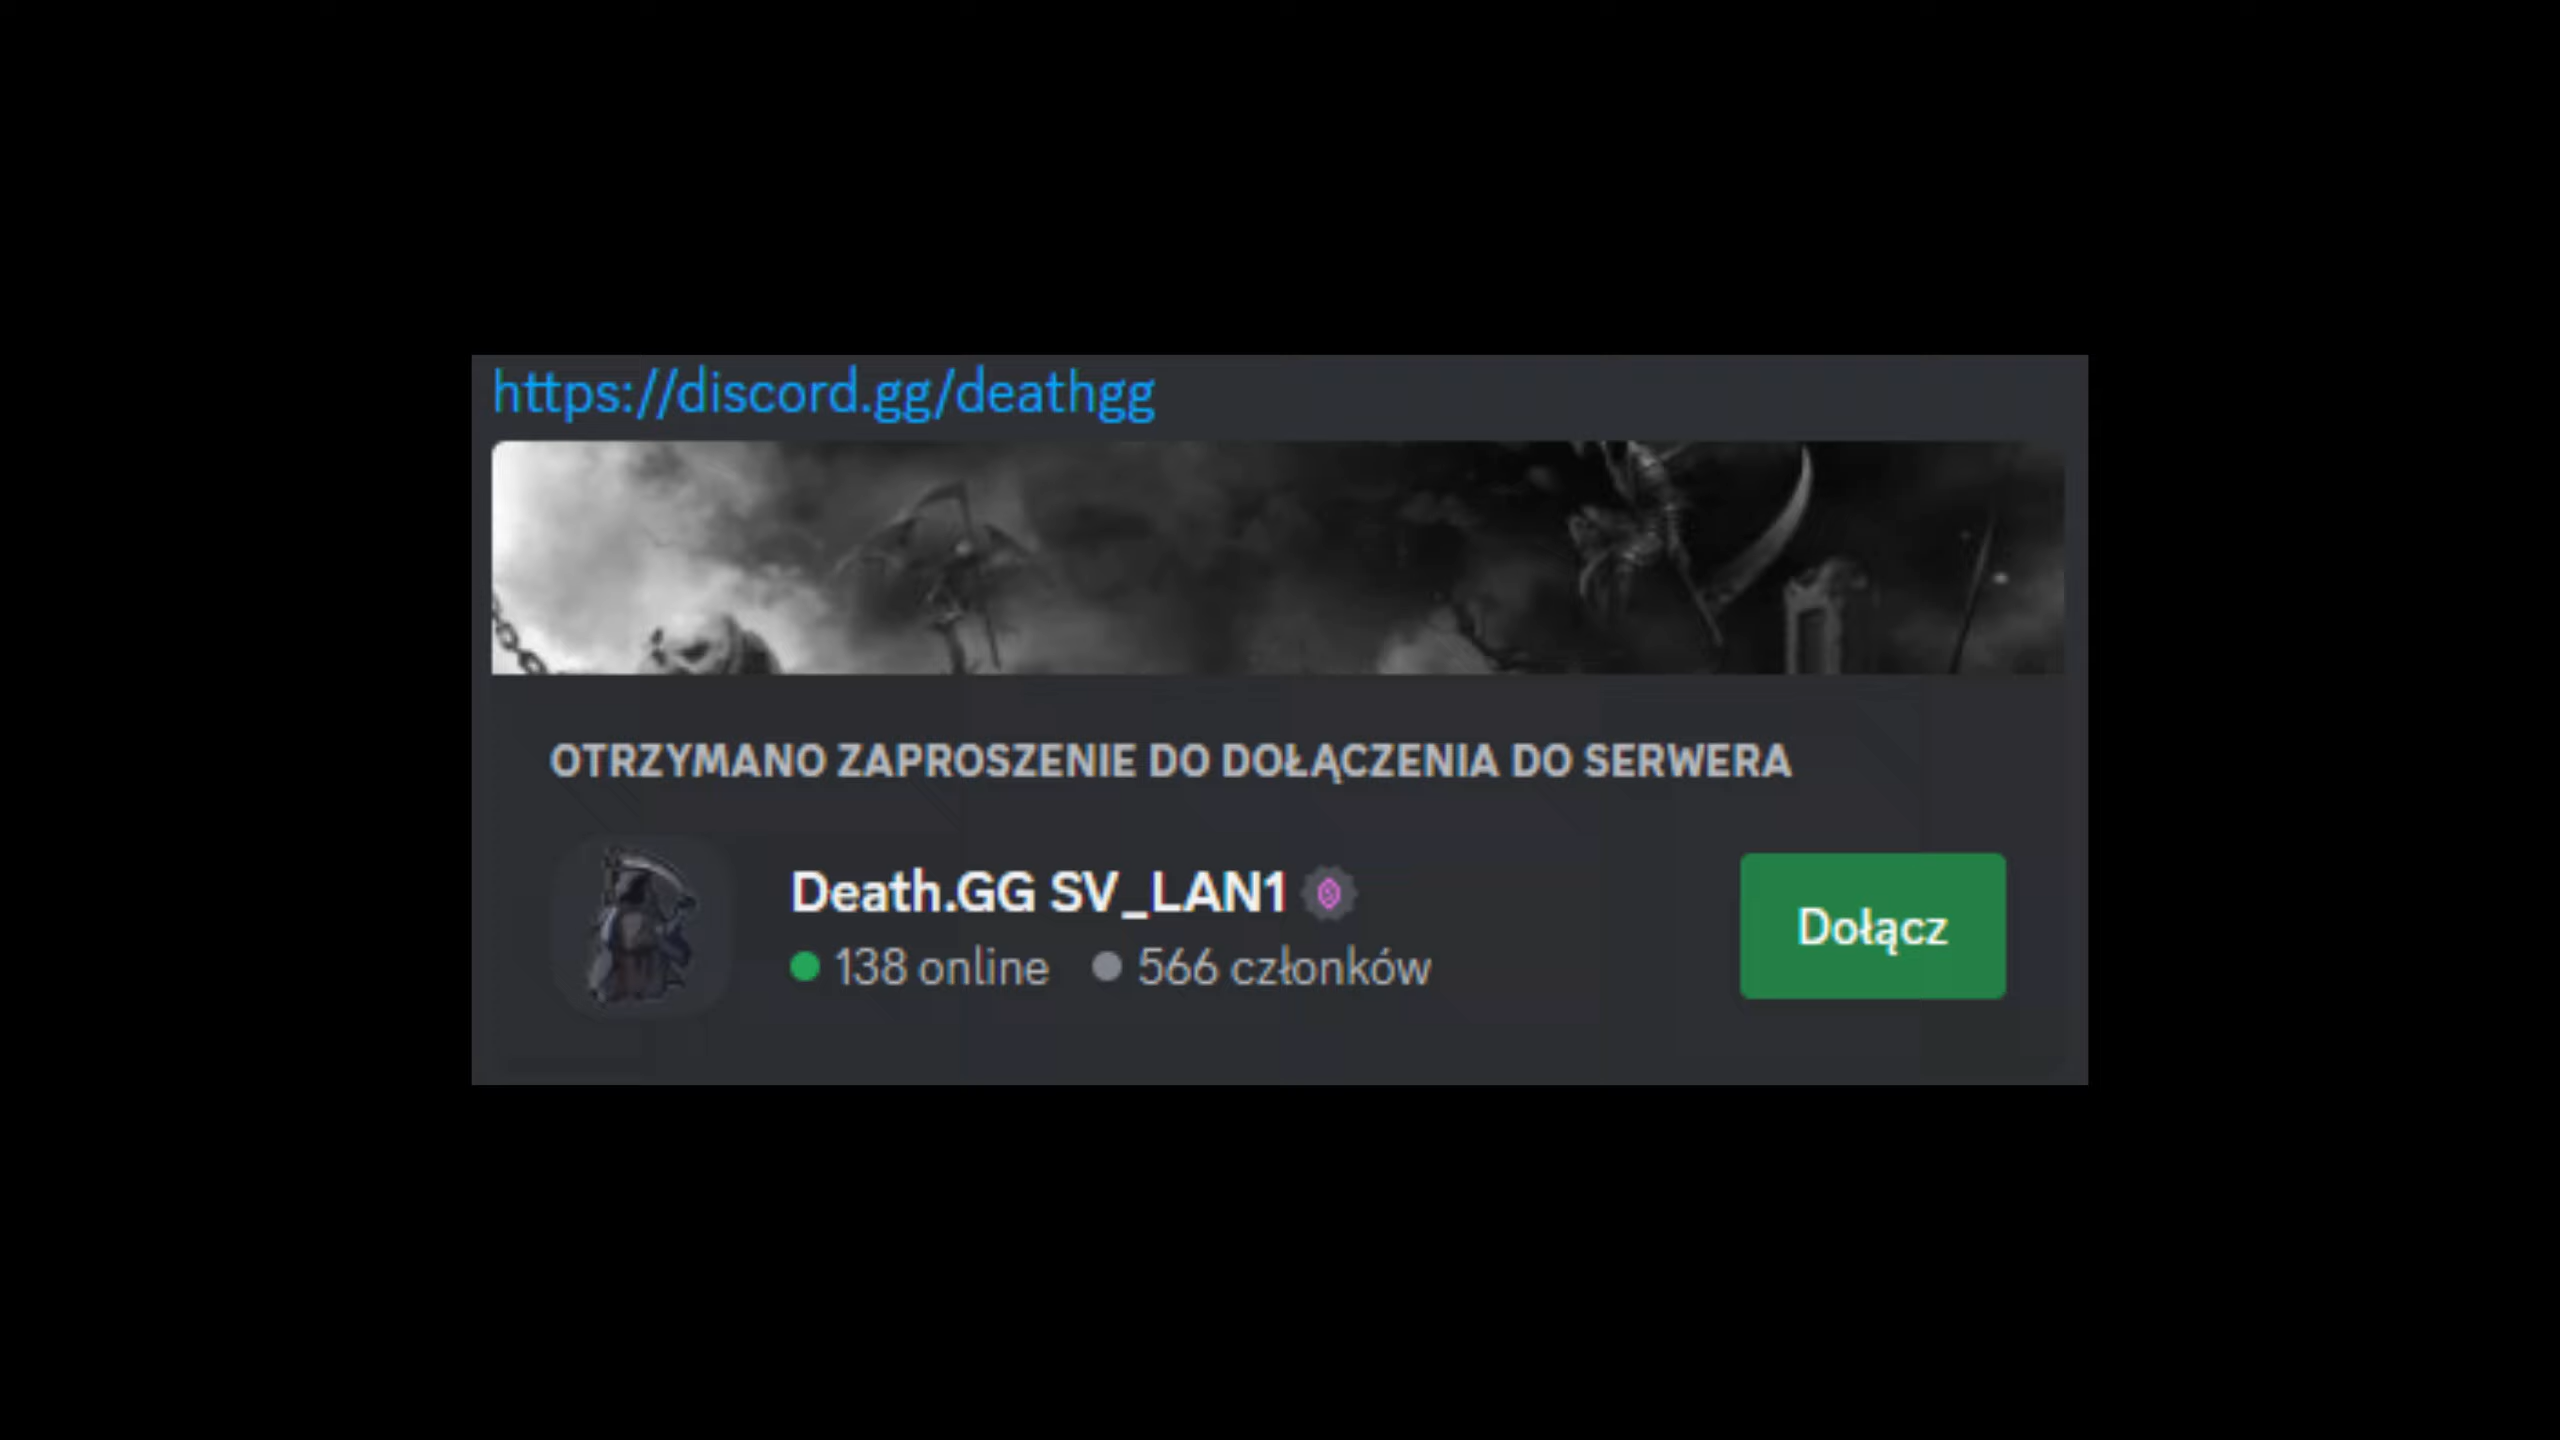 https://discord.gg/deathgg
OTRZYMANO ZAPROSZENIE DO DOŁĄCZENIA DO SERWERA
Death.GG SV_LAN1
138 online 566 członków
Dołącz